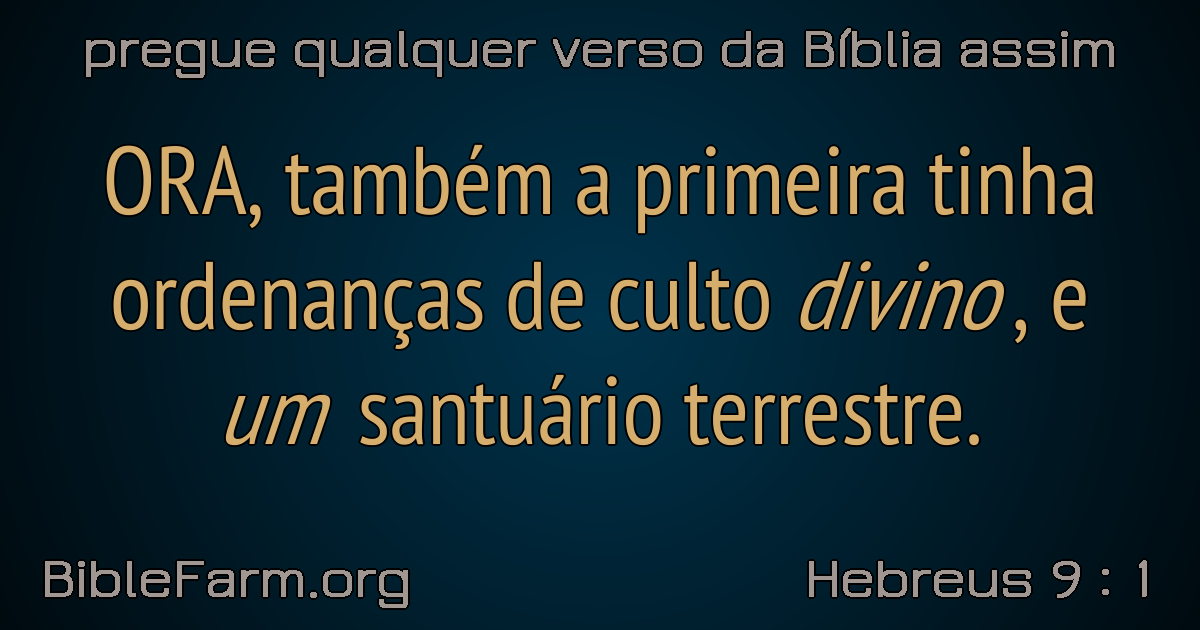 pregue qualquer verso da Bíblia assim
ORA, também a primeira tinha
ordenanças de culto divino, e
um santuário terrestre.
BibleFarm.org
Hebreus 9 : 1